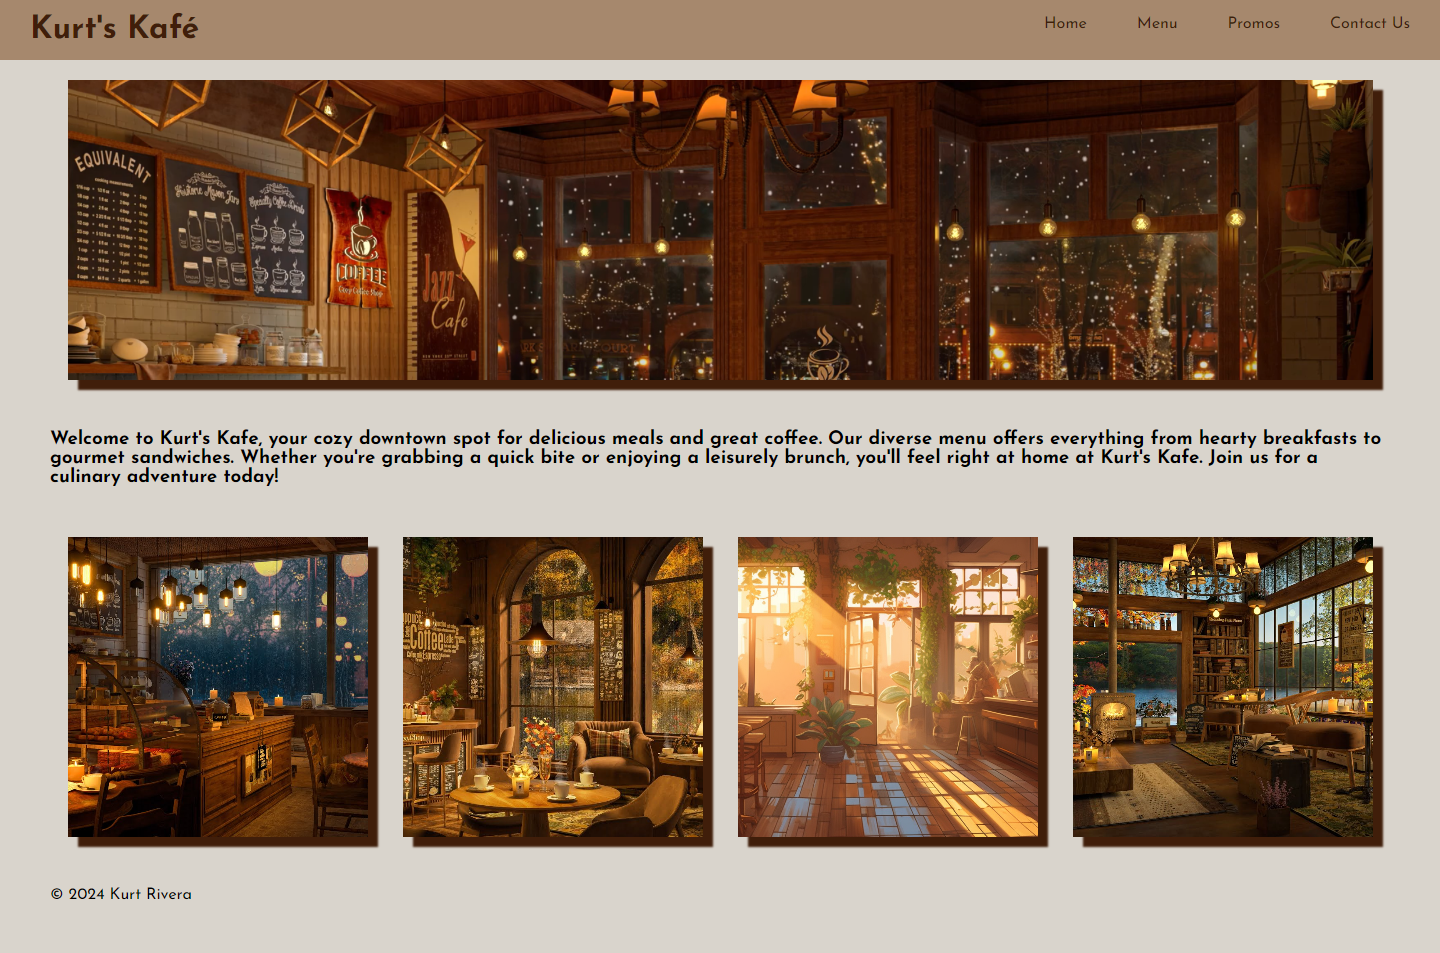 Kurt's Kafé
Home Menu Promos Contact Us
EQUIVALENT
COFFEE
Cozy Coffee Shop
Jazz
Cafe
Welcome to Kurt's Kafe, your cozy downtown spot for delicious meals and great coffee. Our diverse menu offers everything from hearty breakfasts to
gourmet sandwiches. Whether you're grabbing a quick bite or enjoying a leisurely brunch, you'll feel right at home at Kurt's Kafe. Join us for a
culinary adventure today!
Coffee
© 2024 Kurt Rivera